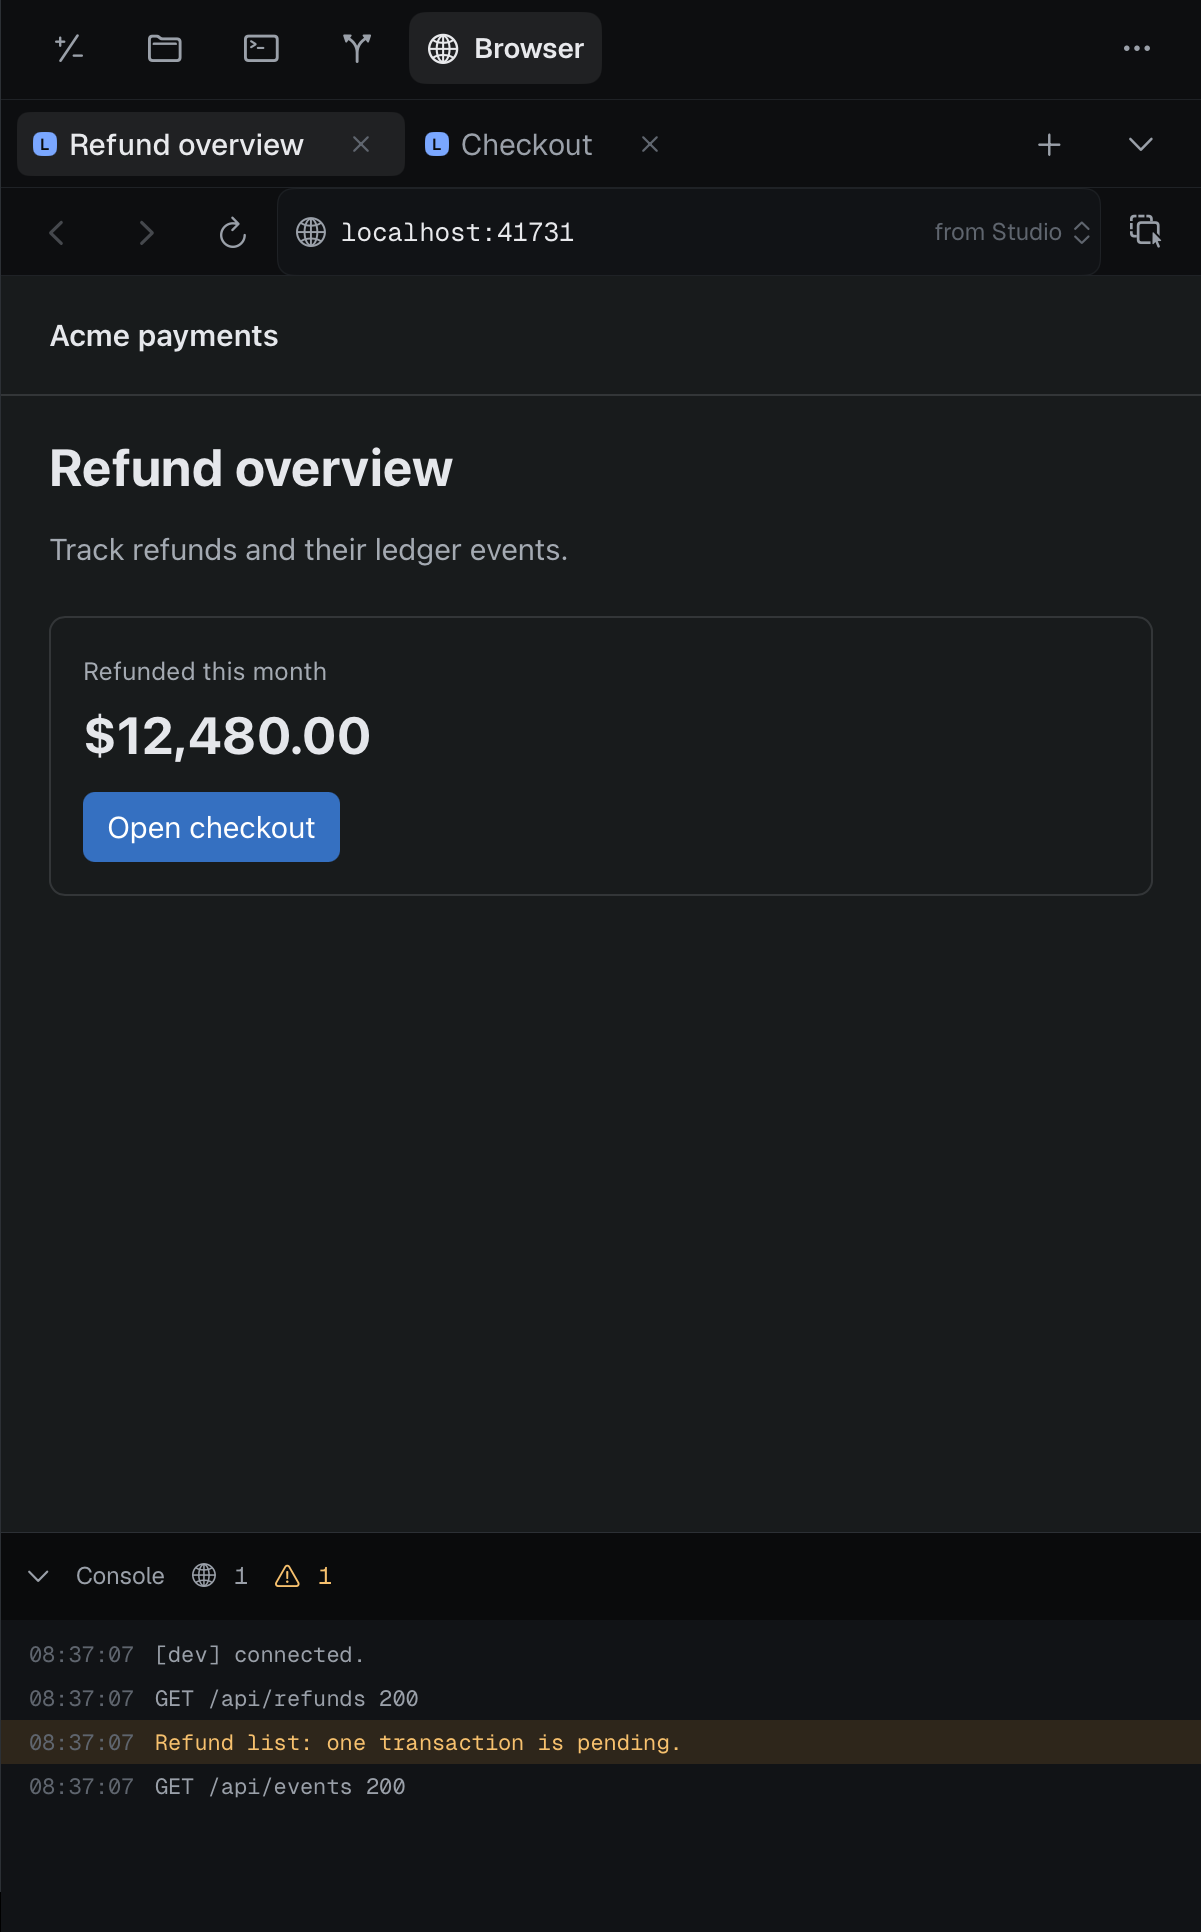 Browser
L Refund overview
L Checkout
localhost:41731
from Studio
Acme payments
Refund overview
Track refunds and their ledger events.
Refunded this month
$12,480.00
Open checkout
Console 1 1
08:37:07 [dev] connected.
08:37:07 GET /api/refunds 200
08:37:07 Refund list: one transaction is pending.
08:37:07 GET /api/events 200